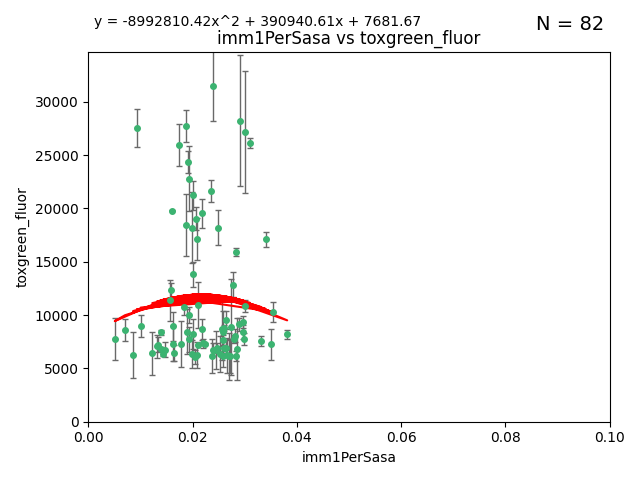 y = -8992810.42x^2 + 390940.61x + 7681.67
N = 82
imm1PerSasa vs toxgreen_fluor
30000
25000
20000
15000
10000
5000
0
toxgreen_fluor
0.00 0.02 0.04 0.06 0.08 0.10
imm1PerSasa